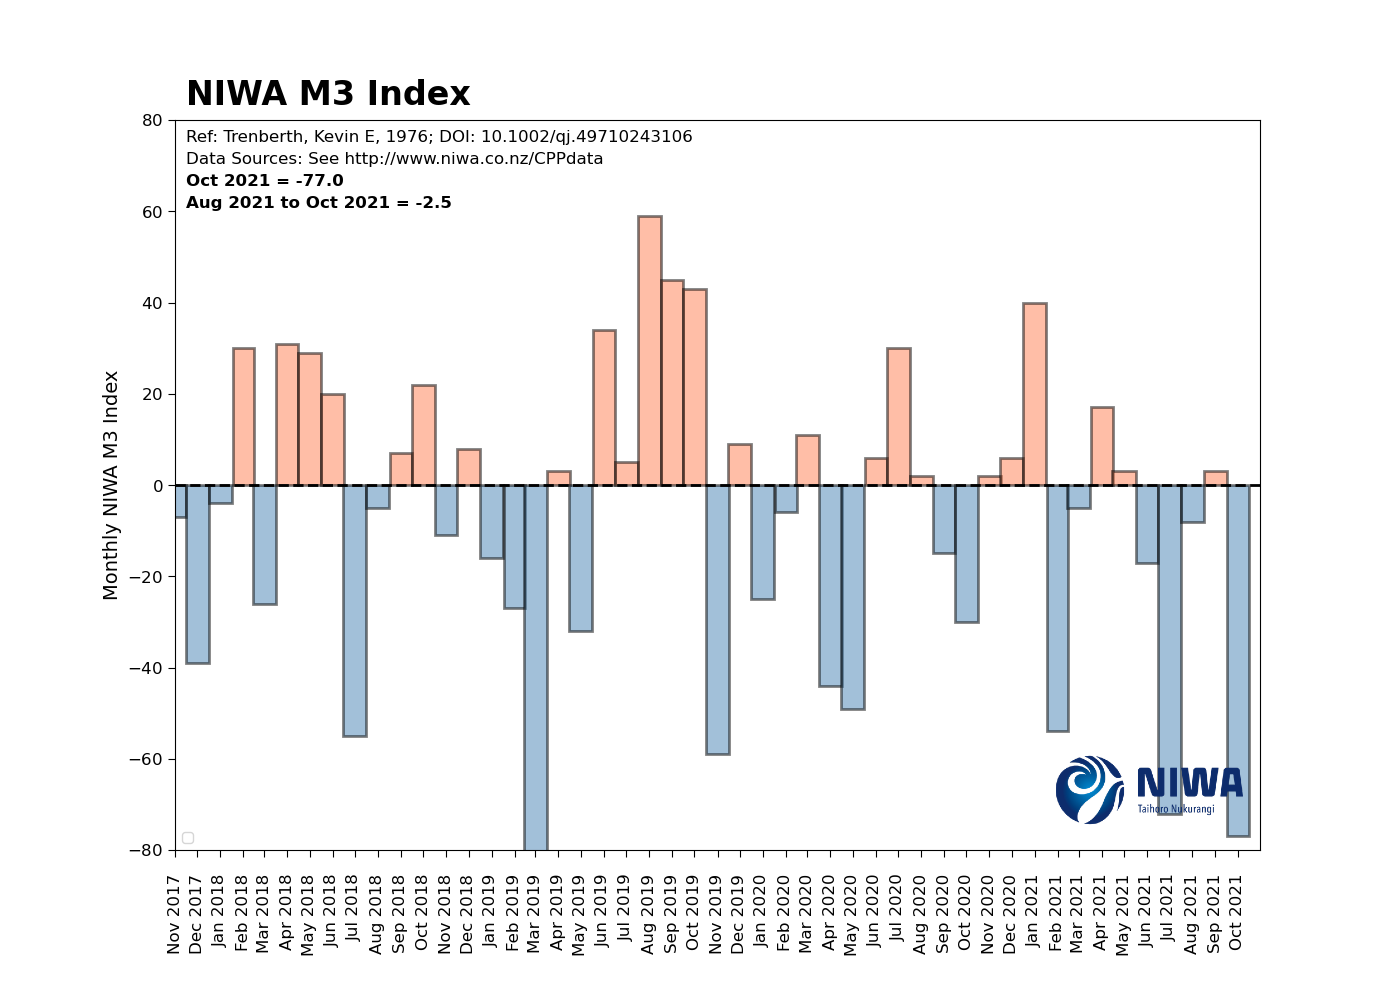 NIWA M3 Index
Ref: Trenberth, Kevin E, 1976; DOI: 10.1002/qj.49710243106
Data Sources: See http://www.niwa.co.nz/CPPdata
Oct 2021 = -77.0
Aug 2021 to Oct 2021 = -2.5
Monthly NIWA M3 Index
80
60
40
20
0
−20
−40
−60
−80
NIWA
Taihoro Nukurangi
Nov 2017
Dec 2017
Jan 2018
Feb 2018
Mar 2018
Apr 2018
May 2018
Jun 2018
Jul 2018
Aug 2018
Sep 2018
Oct 2018
Nov 2018
Dec 2018
Jan 2019
Feb 2019
Mar 2019
Apr 2019
May 2019
Jun 2019
Jul 2019
Aug 2019
Sep 2019
Oct 2019
Nov 2019
Dec 2019
Jan 2020
Feb 2020
Mar 2020
Apr 2020
May 2020
Jun 2020
Jul 2020
Aug 2020
Sep 2020
Oct 2020
Nov 2020
Dec 2020
Jan 2021
Feb 2021
Mar 2021
Apr 2021
May 2021
Jun 2021
Jul 2021
Aug 2021
Sep 2021
Oct 2021